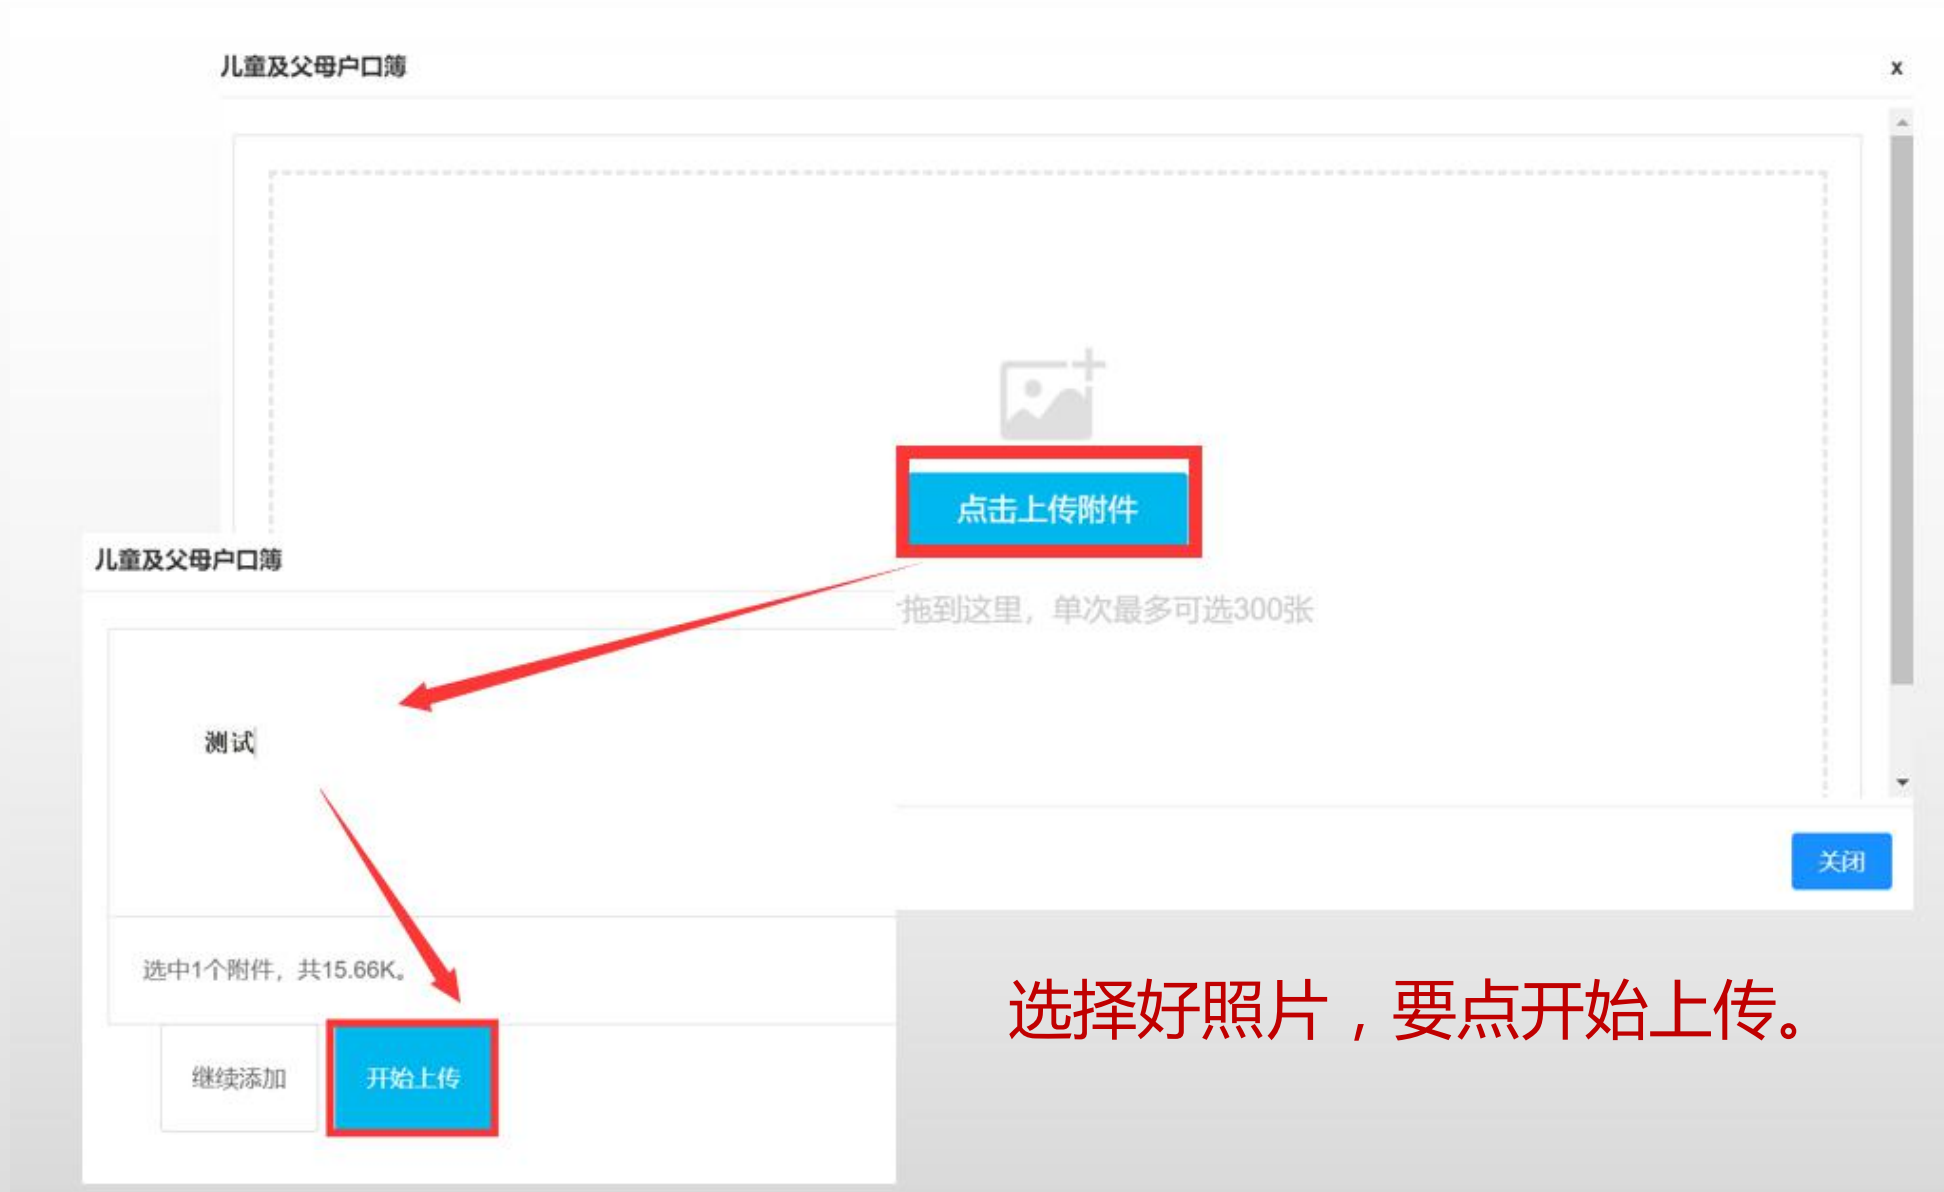 儿童及父母户口簿
x
点击上传附件
拖到这里，单次最多可选300张
关闭
儿童及父母户口簿
测试
选中1个附件，共15.66K。
继续添加
开始上传
选择好照片，要点开始上传。